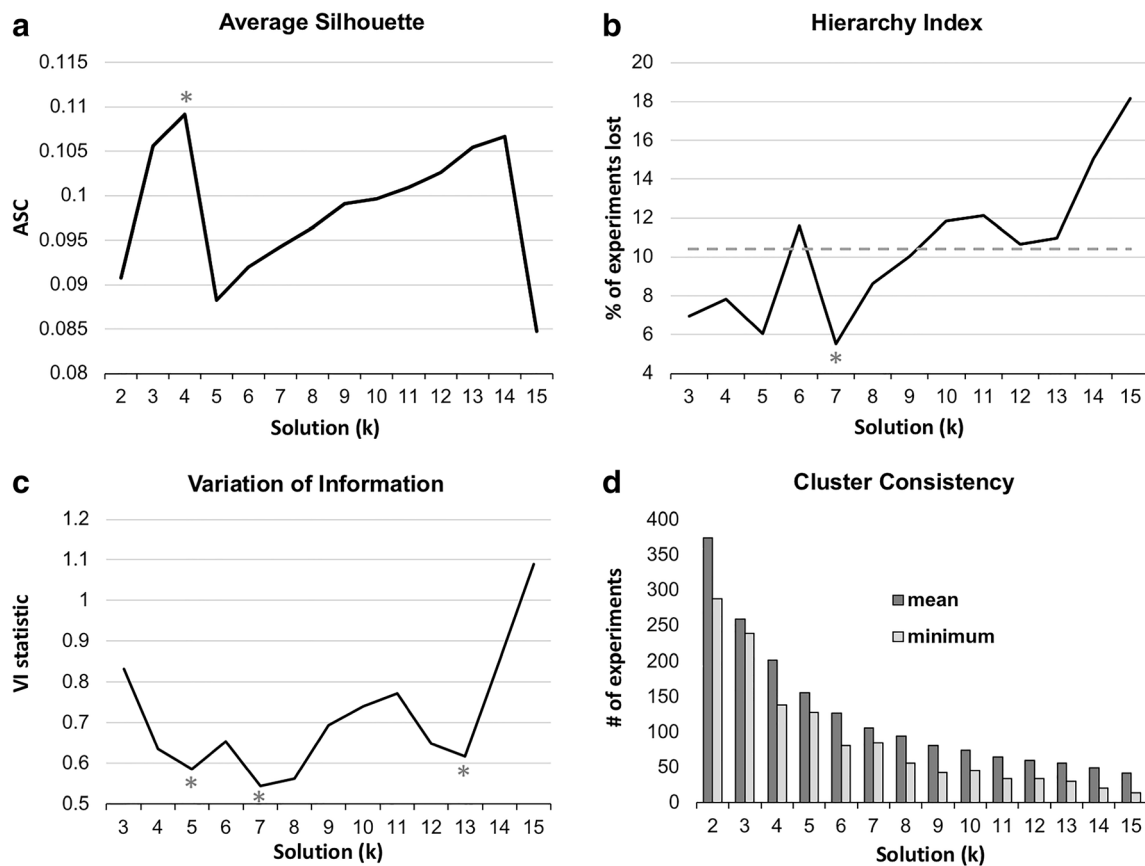 a
Average Silhouette
0.115
0.11
0.105
0.1
0.095
0.09
0.085
0.08
ASC
*
2 3 4 5 6 7 8 9 10 11 12 13 14 15
Solution (k)
b
Hierarchy Index
20
18
16
14
12
10
8
6
4
% of experiments lost
*
3 4 5 6 7 8 9 10 11 12 13 14 15
Solution (k)
c
Variation of Information
1.2
1.1
1
0.9
0.8
0.7
0.6
0.5
VI statistic
* * *
3 4 5 6 7 8 9 10 11 12 13 14 15
Solution (k)
d
Cluster Consistency
400
350
300
250
200
150
100
50
0
# of experiments
mean
minimum
2 3 4 5 6 7 8 9 10 11 12 13 14 15
Solution (k)